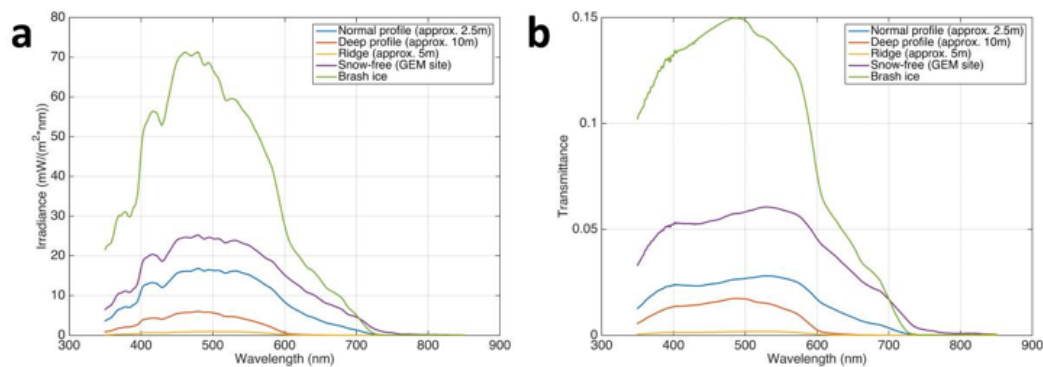 a
80
70
60
50
40
30
20
10
0
Irradiance (mW/(m²*nm))
300 400 500 600 700 800 900
Wavelength (nm)
Normal profile (approx. 2.5m)
Deep profile (approx. 10m)
Ridge (approx. 5m)
Snow-free (GEM site)
Brash ice
b
0.15
0.1
0.05
0
Transmittance
300 400 500 600 700 800 900
Wavelength (nm)
Normal profile (approx. 2.5m)
Deep profile (approx. 10m)
Ridge (approx. 5m)
Snow-free (GEM site)
Brash ice